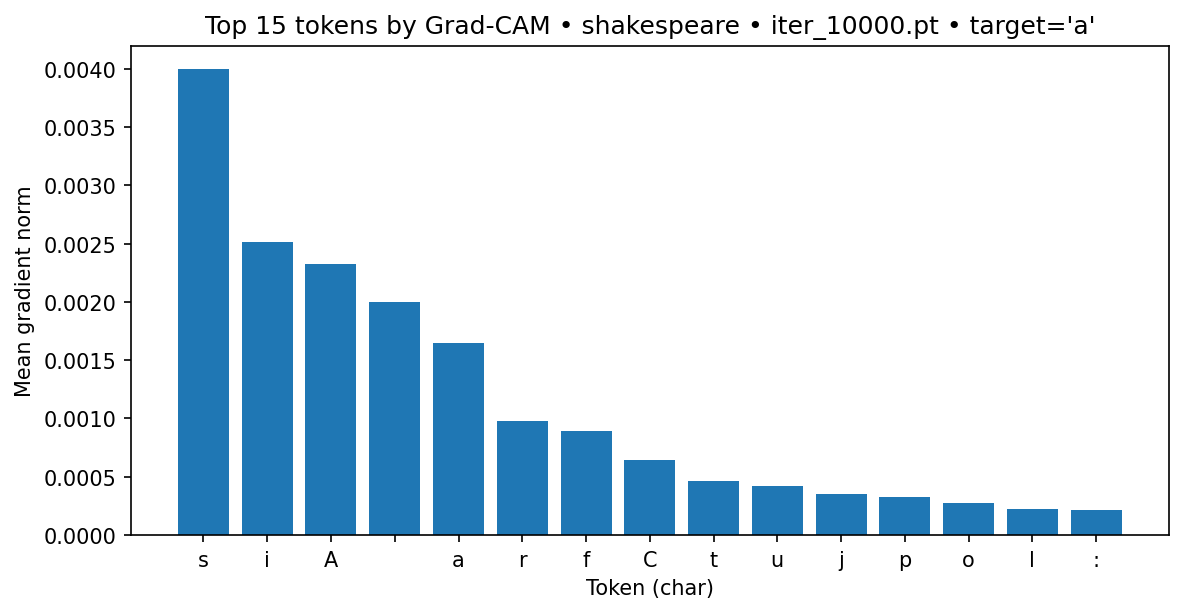 Top 15 tokens by Grad-CAM • shakespeare • iter_10000.pt • target='a'
Mean gradient norm
0.0040
0.0035
0.0030
0.0025
0.0020
0.0015
0.0010
0.0005
0.0000
s i A a r f C t u j p o l :
Token (char)